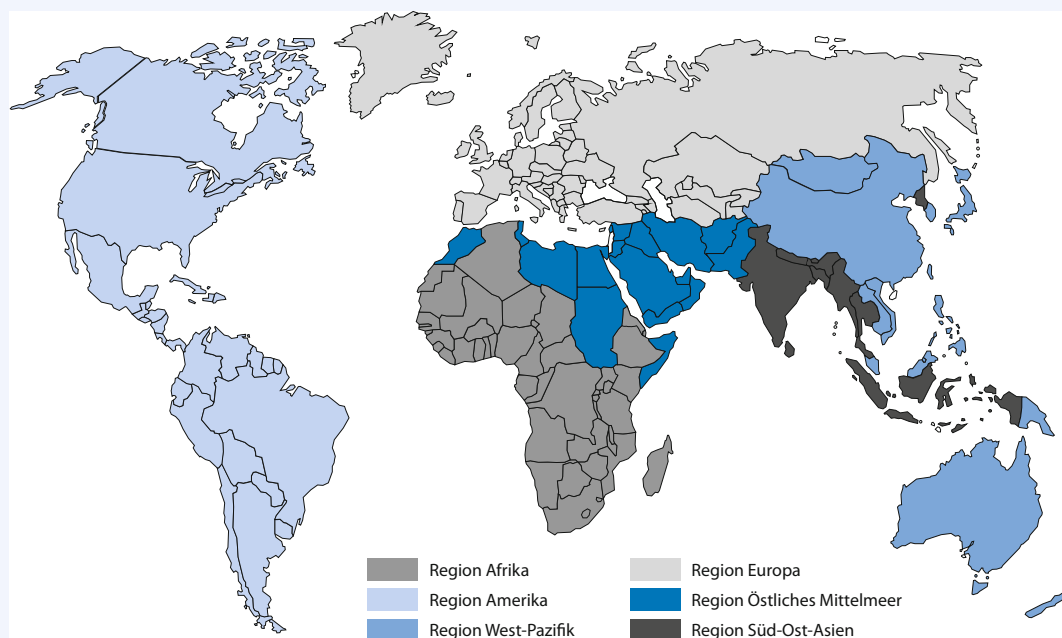 Region Afrika
Region Amerika
Region West-Pazifik
Region Europa
Region Östliches Mittelmeer
Region Süd-Ost-Asien